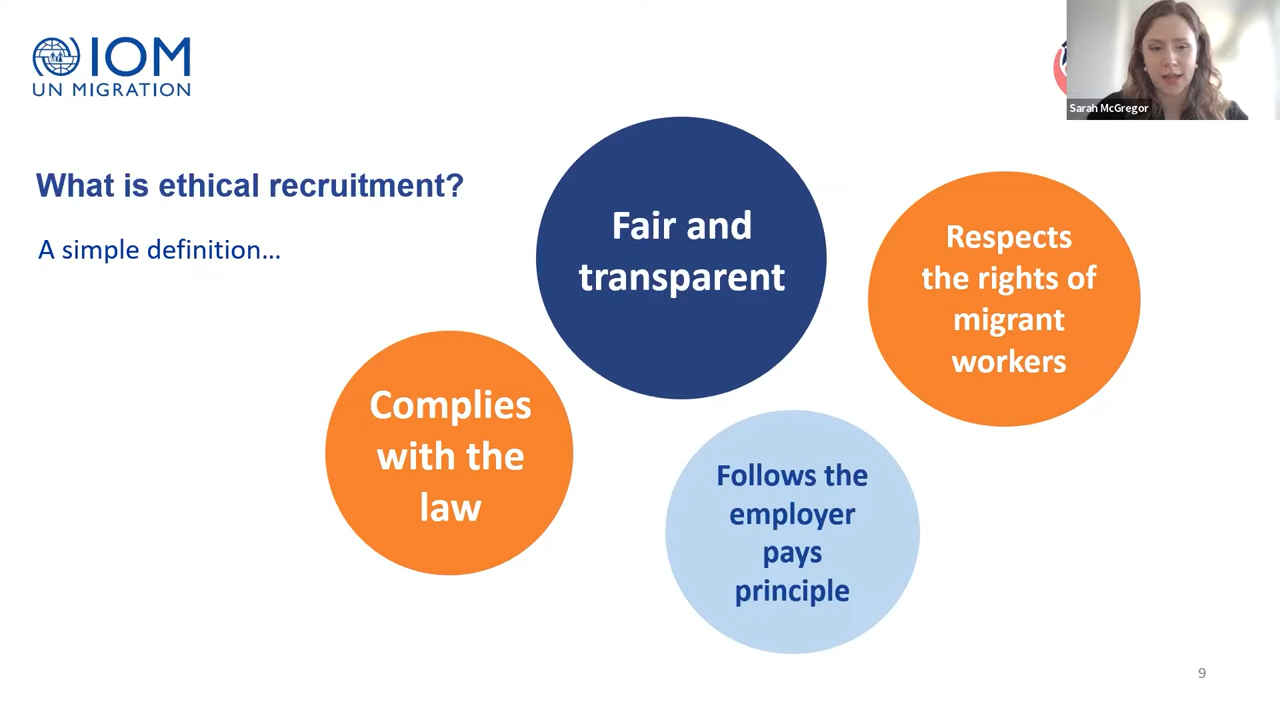 IOM
UN MIGRATION
Sarah McGregor
What is ethical recruitment?
A simple definition…
Fair and
transparent
Respects
the rights of
migrant
workers
Complies
with the
law
Follows the
employer
pays
principle
9